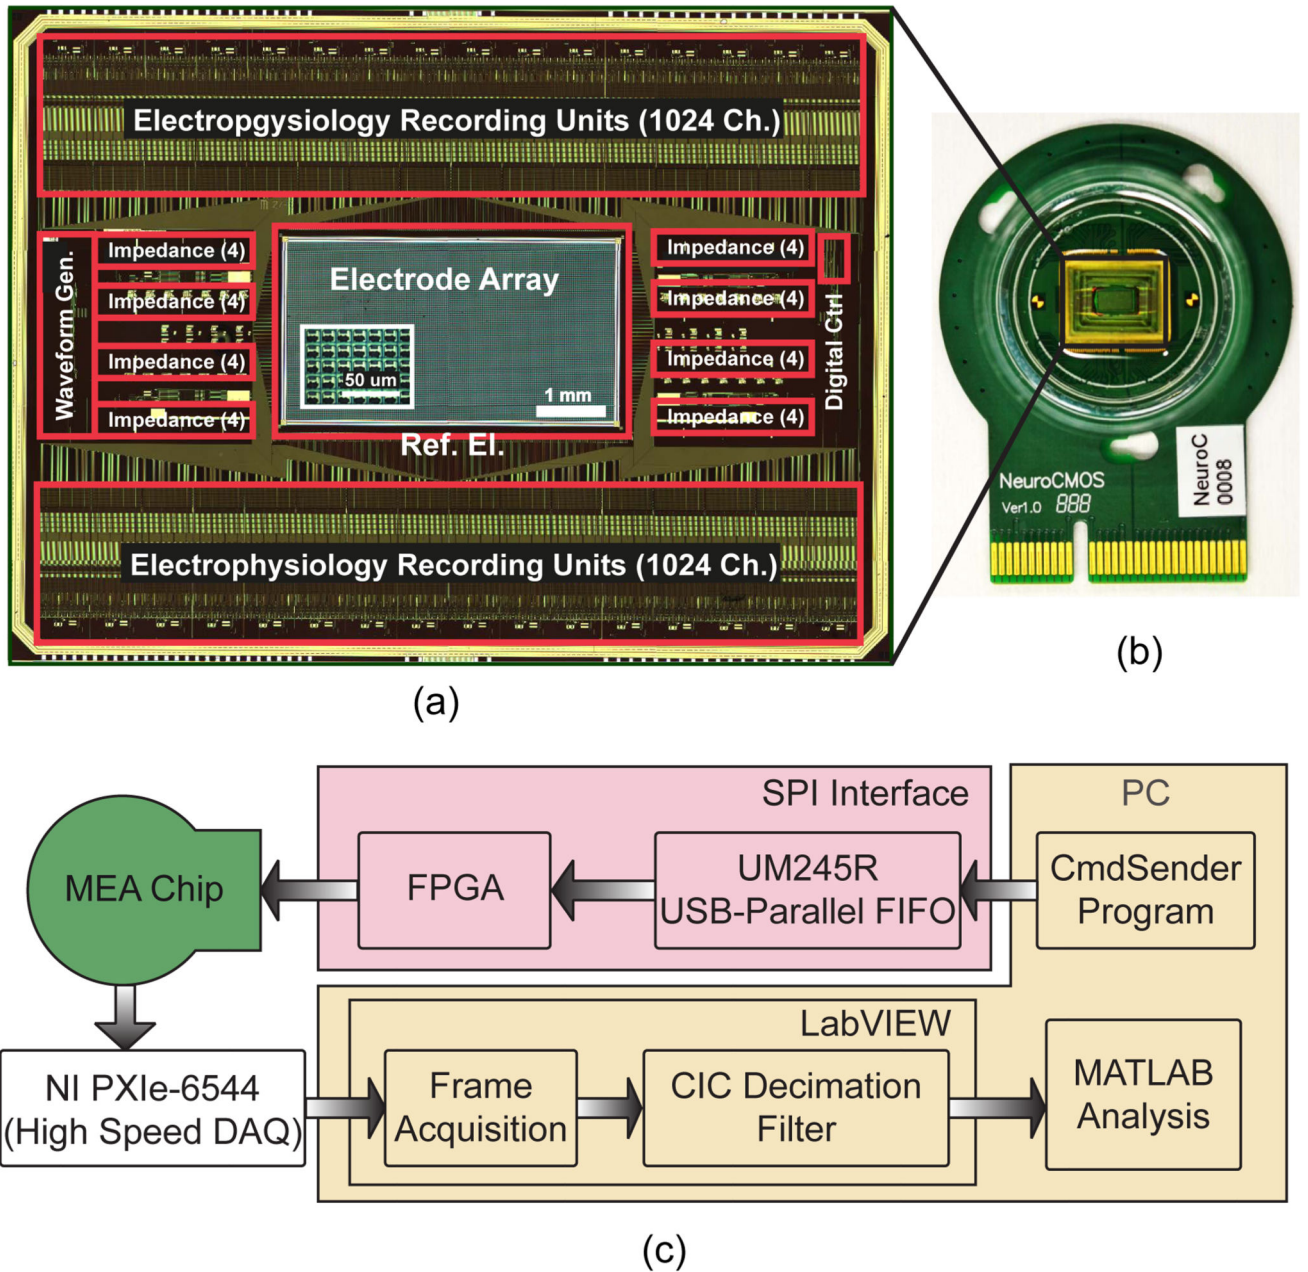 Electropgysiology Recording Units (1024 Ch.)
Waveform Gen.
Impedance (4)
Impedance (4)
Impedance (4)
Impedance (4)
Electrode Array
50 um
1 mm
Ref. El.
Impedance (4)
Impedance (4)
Impedance (4)
Impedance (4)
Digital Ctrl
Electrophysiology Recording Units (1024 Ch.)
(a)
NeuroCMOS
Ver1.0 888
NeuroC
0008
(b)
SPI Interface
PC
MEA Chip
FPGA
UM245R
USB-Parallel FIFO
CmdSender
Program
LabVIEW
NI PXIe-6544
(High Speed DAQ)
Frame
Acquisition
CIC Decimation
Filter
MATLAB
Analysis
(c)